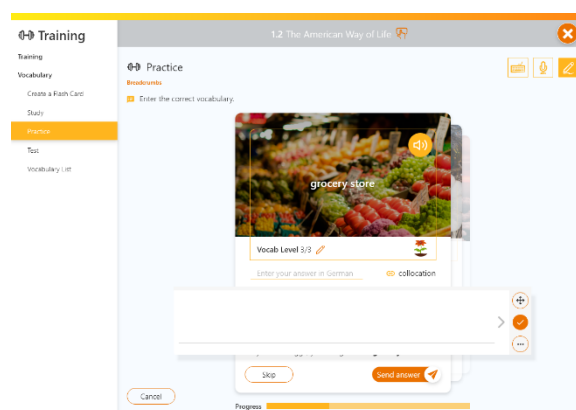 Training
1.2 The American Way of Life
Training
Vocabulary
Create a Flash Card
Study
Practice
Test
Vocabulary List
Practice
Breadcrumbs
Enter the correct vocabulary.
grocery store
Vocab Level 3/3
Enter your answer in German
collocation
Skip
Send answer
Cancel
Progress